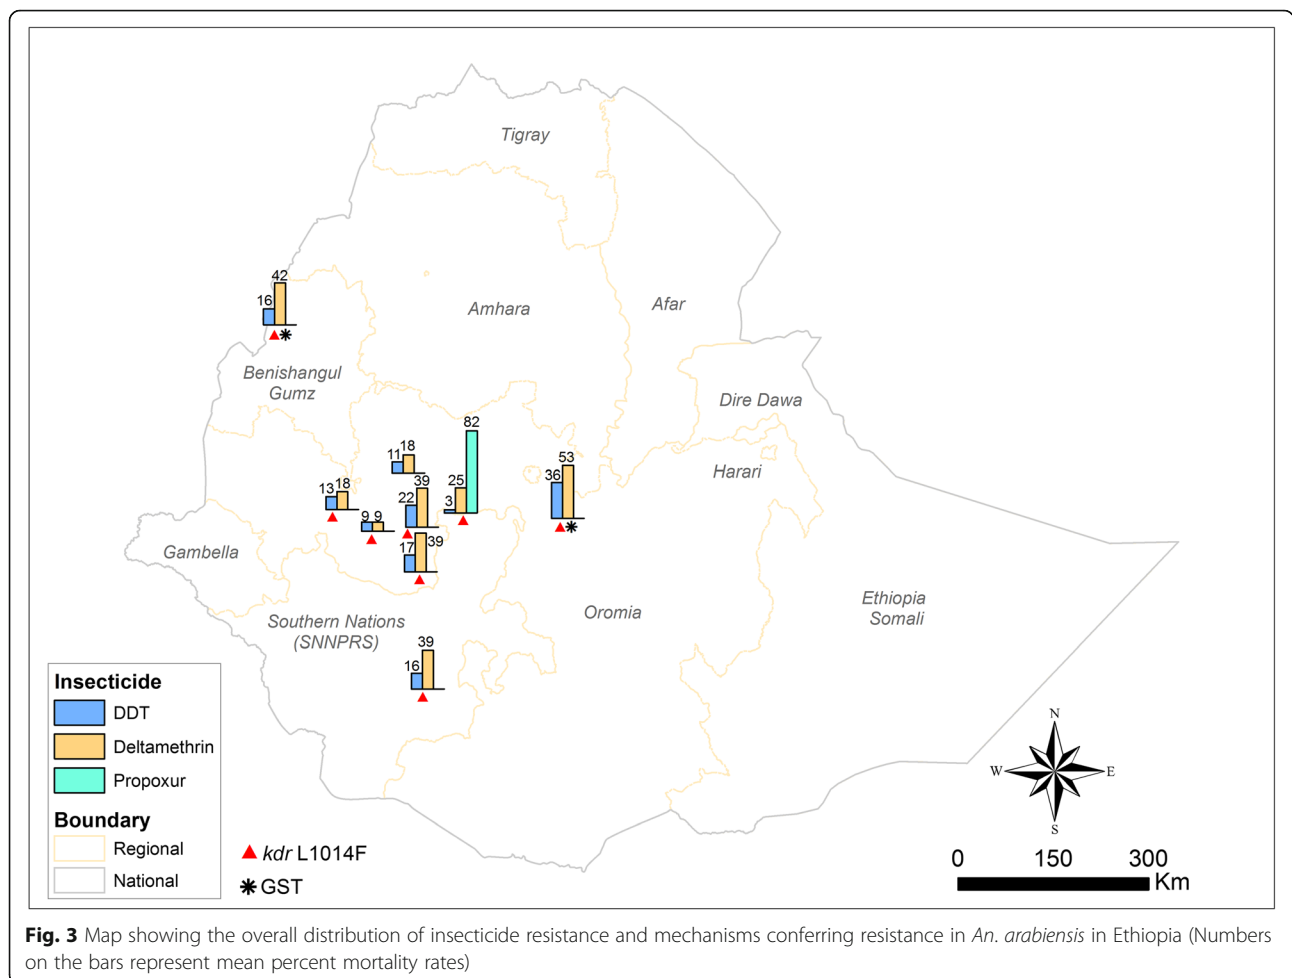 Tigray
42
16
Amhara
Afar
Benishangul
Gumz
Dire Dawa
82
11 18
53
Harari
13 18
39
25
36
22
3
9 9
Gambella
17
39
Southern Nations
(SNNPRS)
Oromia
Ethiopia
Somali
39
16
Insecticide
DDT
Deltamethrin
Propoxur
Boundary
Regional
National
kdr L1014F
GST
N
W E
S
0 150 300
Km
Fig. 3 Map showing the overall distribution of insecticide resistance and mechanisms conferring resistance in An. arabiensis in Ethiopia (Numbers
on the bars represent mean percent mortality rates)